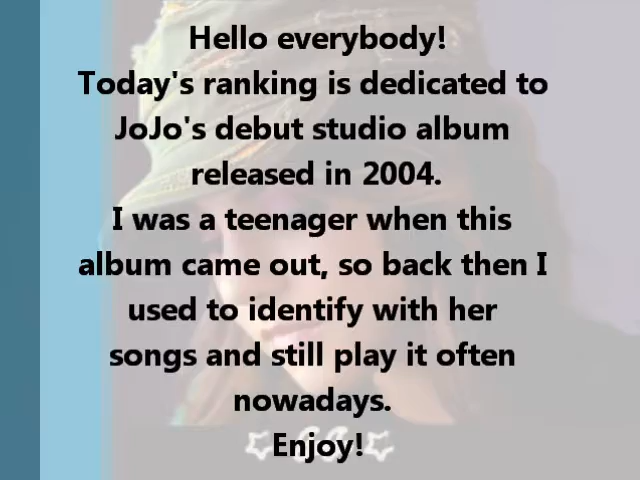 Hello everybody!
Today's ranking is dedicated to
JoJo's debut studio album
released in 2004.
I was a teenager when this
album came out, so back then I
used to identify with her
songs and still play it often
nowadays.
Enjoy!